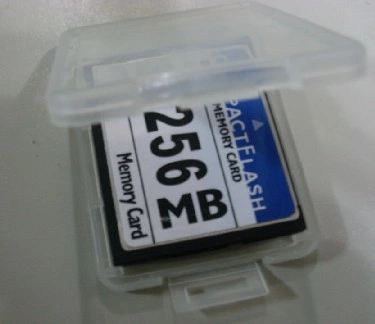 PACTFLASH
MEMORY CARD
256
MB
Memory Card